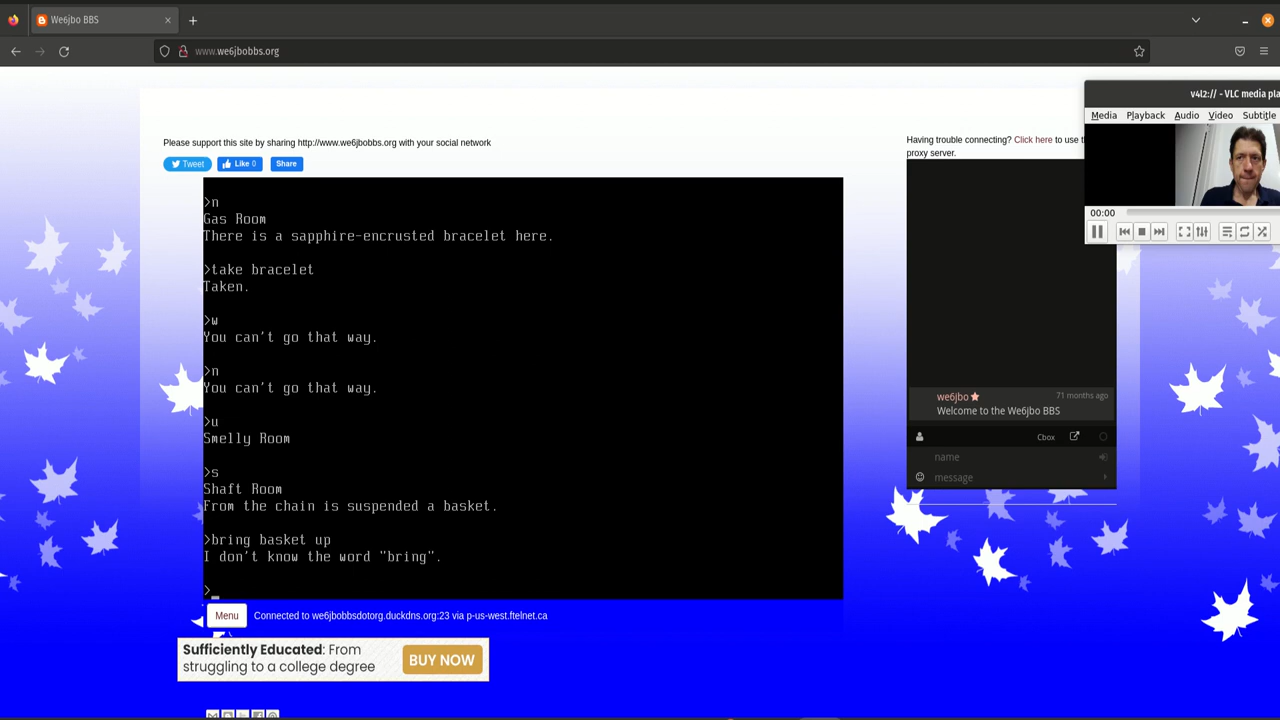 We6jbo BBS
www.we6jbobbs.org
v4l2:// - VLC media pla
Media Playback Audio Video Subtitle
00:00
Please support this site by sharing http://www.we6jbobbs.org with your social network
Tweet Like 0 Share
Having trouble connecting? Click here to use t
proxy server.
>n
Gas Room
There is a sapphire-encrusted bracelet here.
>take bracelet
Taken.
>w
You can't go that way.
>n
You can't go that way.
>u
Smelly Room
>s
Shaft Room
From the chain is suspended a basket.
>bring basket up
I don't know the word "bring".
>_
we6jbo 71 months ago
Welcome to the We6jbo BBS
Cbox
name
message
Menu Connected to we6jbobbsdotorg.duckdns.org:23 via p-us-west.ftelnet.ca
Sufficiently Educated: From
struggling to a college degree
BUY NOW